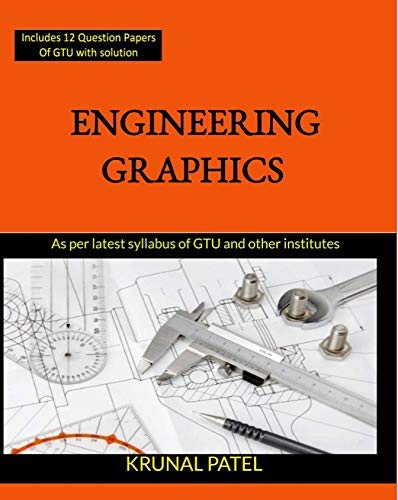 Includes 12 Question Papers
Of GTU with solution
ENGINEERING
GRAPHICS
As per latest syllabus of GTU and other institutes
KRUNAL PATEL